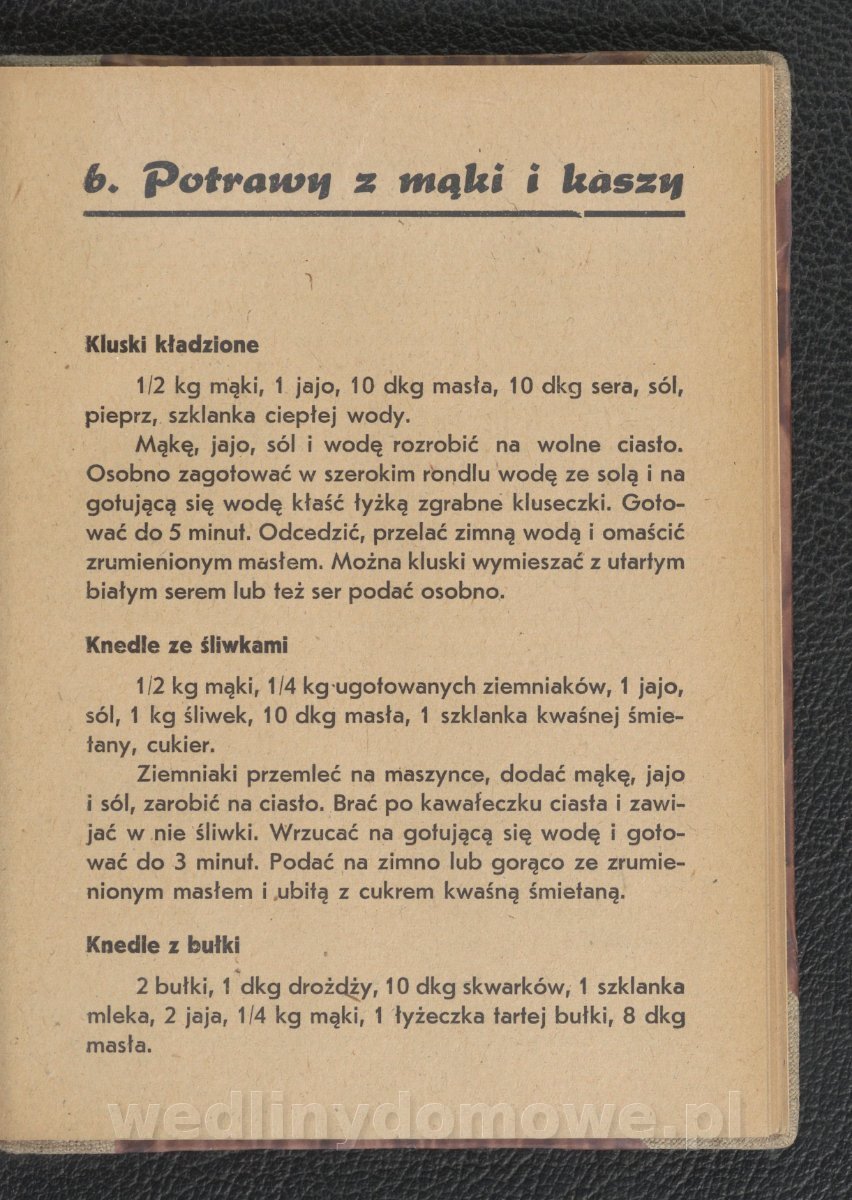 6. Potrawy z mąki i kaszy
Kluski kładzione
1/2 kg mąki, 1 jajo, 10 dkg masła, 10 dkg sera, sól,
pieprz, szklanka ciepłej wody.
Mąkę, jajo, sól i wodę rozrobić na wolne ciasto.
Osobno zagotować w szerokim rondlu wodę ze solą i na
gotującą się wodę kłaść łyżką zgrabne kluseczki. Goto-
wać do 5 minut. Odcedzić, przelać zimną wodą i omaścić
zrumienionym masłem. Można kluski wymieszać z utartym
białym serem lub też ser podać osobno.
Knedle ze śliwkami
1/2 kg mąki, 1/4 kg ugotowanych ziemniaków, 1 jajo,
sól, 1 kg śliwek, 10 dkg masła, 1 szklanka kwaśnej śmie-
tany, cukier.
Ziemniaki przemleć na maszynce, dodać mąkę, jajo
i sól, zarobić na ciasto. Brać po kawałeczku ciasta i zawi-
jać w nie śliwki. Wrzucać na gotującą się wodę i goto-
wać do 3 minut. Podać na zimno lub gorąco ze zrumie-
nionym masłem i ubitą z cukrem kwaśną śmietaną.
Knedle z bułki
2 bułki, 1 dkg drożdży, 10 dkg skwarków, 1 szklanka
mleka, 2 jaja, 1/4 kg mąki, 1 łyżeczka tartej bułki, 8 dkg
masła.
wedlinydomowe.pl